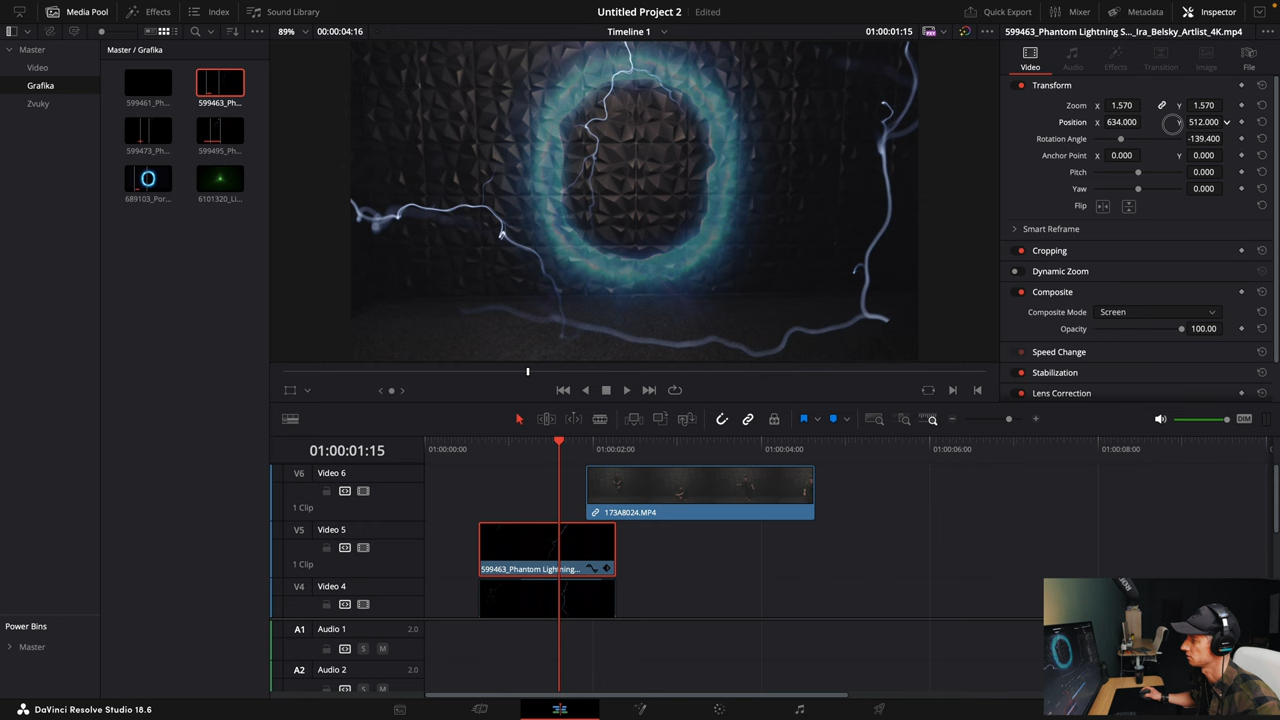 Media Pool
Effects
Index
Sound Library
Untitled Project 2
Edited
Quick Export
Mixer
Metadata
Inspector
89%
00:00:04:16
Timeline 1
01:00:01:15
599463_Phantom Lightning S..._Ira_Belsky_Artlist_4K.mp4
Master
Video
Grafika
Zvuky
Master / Grafika
599461_Ph...
599463_Ph...
599473_Ph...
599495_Ph...
689103_Por...
6101320_Li...
Video
Audio
Effects
Transition
Image
File
Transform
Zoom X 1.570 Y 1.570
Position X 634.000 Y 512.000
Rotation Angle -139.400
Anchor Point X 0.000 Y 0.000
Pitch 0.000
Yaw 0.000
Flip
Smart Reframe
Cropping
Dynamic Zoom
Composite
Composite Mode Screen
Opacity 100.00
Speed Change
Stabilization
Lens Correction
DIM
01:00:01:15
01:00:00:00
01:00:02:00
01:00:04:00
01:00:06:00
01:00:08:00
V6 Video 6
1 Clip
173A8024.MP4
V5 Video 5
1 Clip
599463_Phantom Lightning...
V4 Video 4
A1 Audio 1 2.0
S M
A2 Audio 2 2.0
S M
Power Bins
Master
DaVinci Resolve Studio 18.6